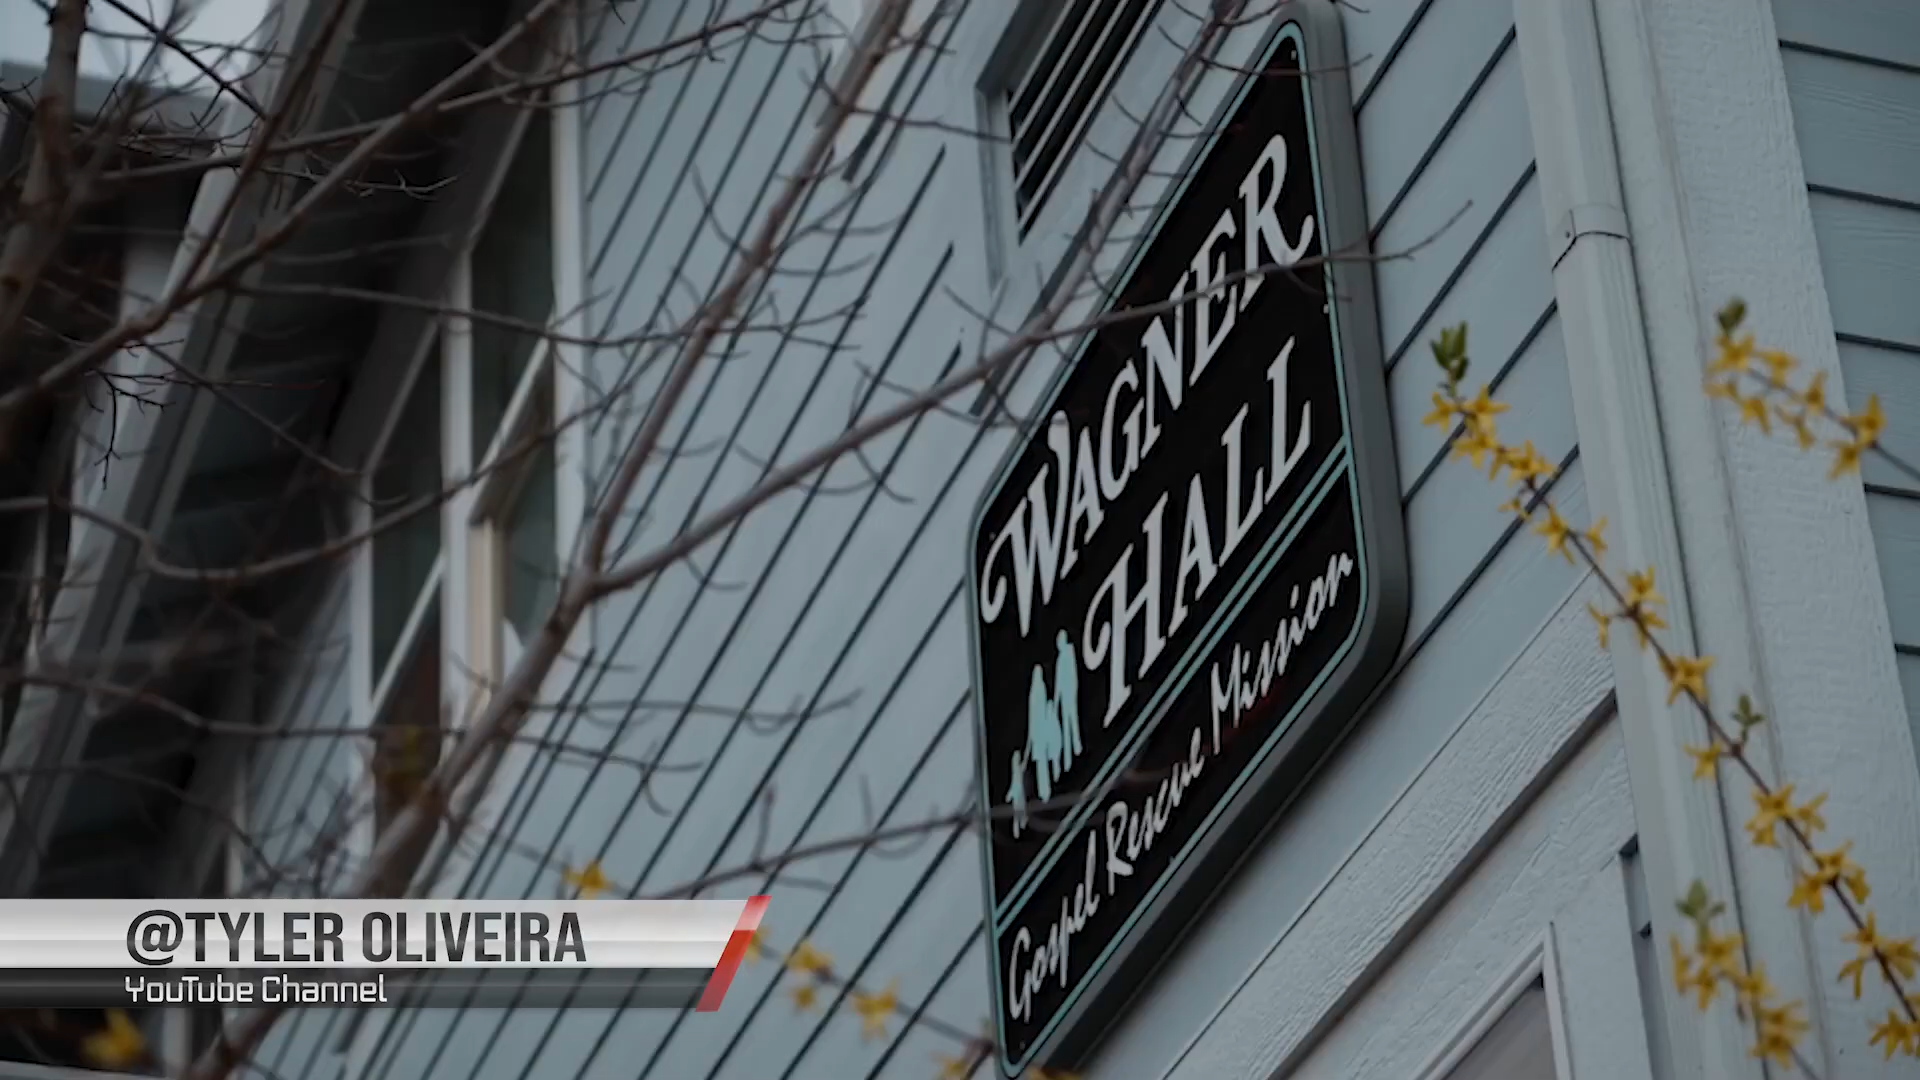 WAGNER
HALL
Gospel Rescue Mission
@TYLER OLIVEIRA
YouTube Channel